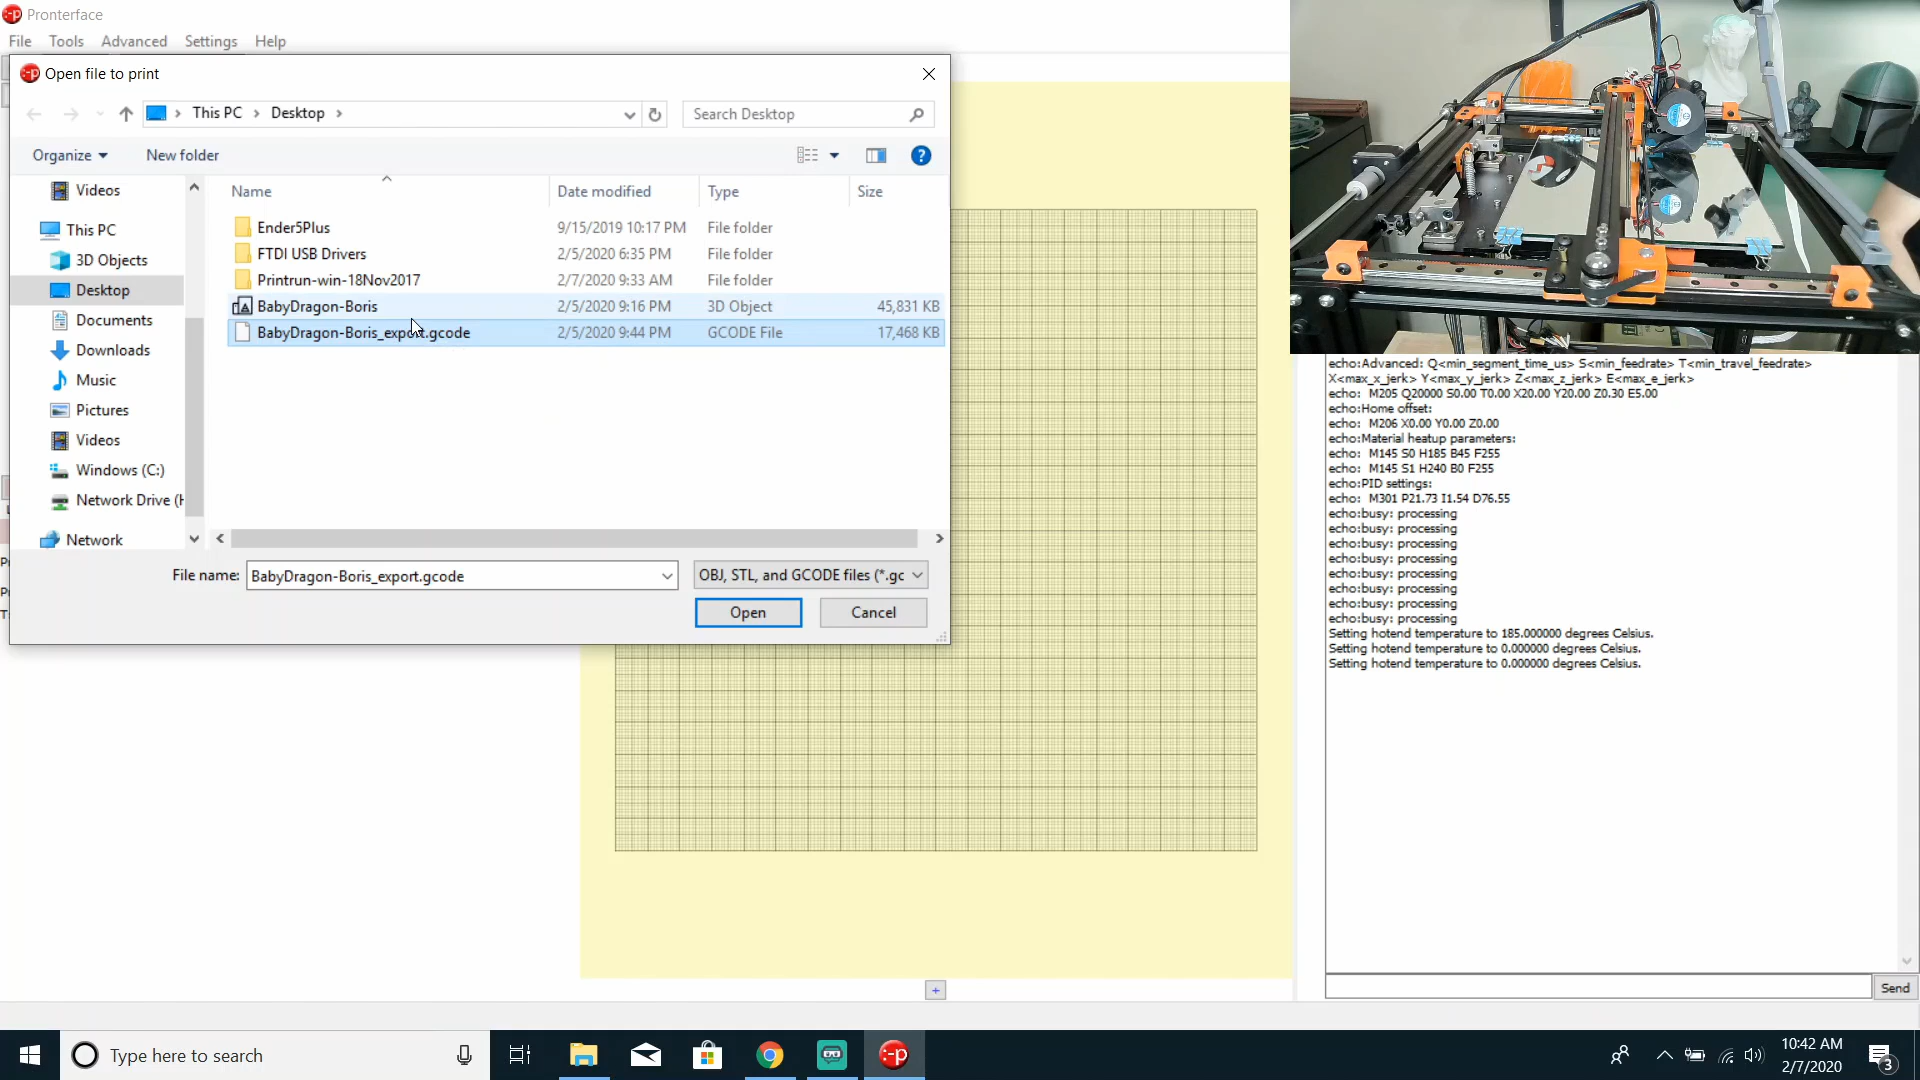 Pronterface
File Tools Advanced Settings Help
Open file to print
This PC > Desktop >
Search Desktop
Organize New folder
Videos
This PC
3D Objects
Desktop
Documents
Downloads
Music
Pictures
Videos
Windows (C:)
Network Drive (H
Network
Name Date modified Type Size
Ender5Plus 9/15/2019 10:17 PM File folder
FTDI USB Drivers 2/5/2020 6:35 PM File folder
Printrun-win-18Nov2017 2/7/2020 9:33 AM File folder
BabyDragon-Boris 2/5/2020 9:16 PM 3D Object 45,831 KB
BabyDragon-Boris_export.gcode 2/5/2020 9:44 PM GCODE File 17,468 KB
File name: BabyDragon-Boris_export.gcode
OBJ, STL, and GCODE files (*.gc
Open Cancel
echo:Advanced: Q<min_segment_time_us> S<min_feedrate> T<min_travel_feedrate>
X<max_x_jerk> Y<max_y_jerk> Z<max_z_jerk> E<max_e_jerk>
echo: M205 Q20000 S0.00 T0.00 X20.00 Y20.00 Z0.30 E5.00
echo:Home offset:
echo: M206 X0.00 Y0.00 Z0.00
echo:Material heatup parameters:
echo: M145 S0 H185 B45 F255
echo: M145 S1 H240 B0 F255
echo:PID settings:
echo: M301 P21.73 I1.54 D76.55
echo:busy: processing
echo:busy: processing
echo:busy: processing
echo:busy: processing
echo:busy: processing
echo:busy: processing
echo:busy: processing
echo:busy: processing
Setting hotend temperature to 185.000000 degrees Celsius.
Setting hotend temperature to 0.000000 degrees Celsius.
Setting hotend temperature to 0.000000 degrees Celsius.
+
Send
Type here to search
10:42 AM
2/7/2020
3